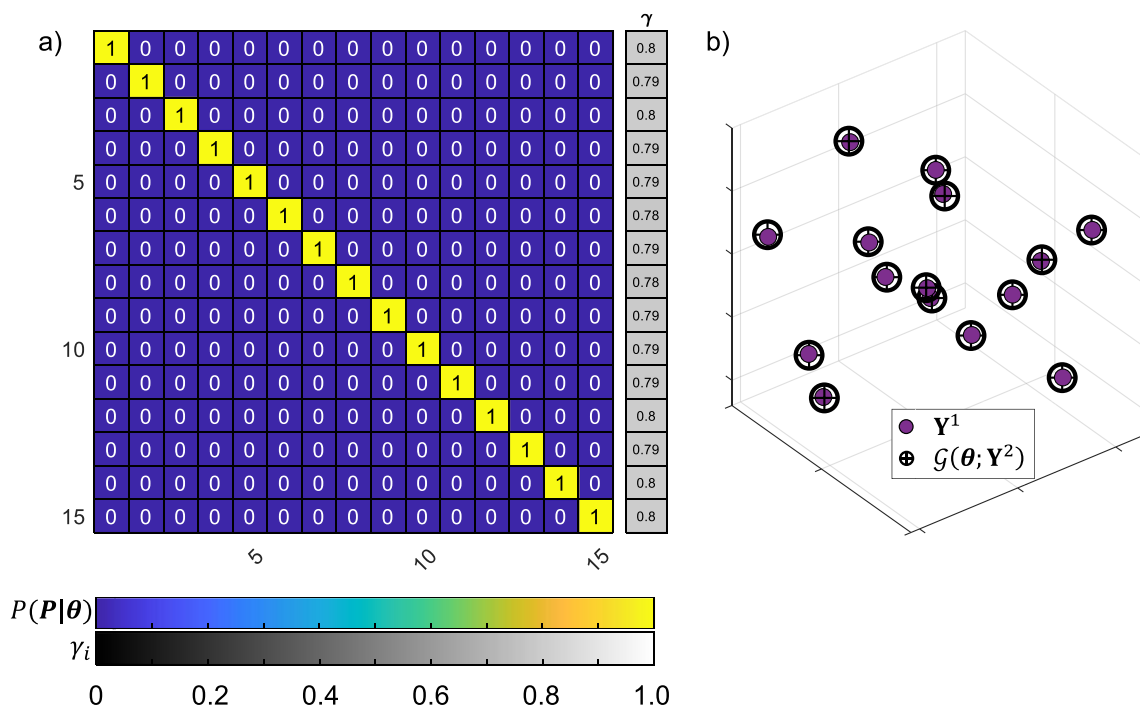 γ
a)
b)
1 0 0 0 0 0 0 0 0 0 0 0 0 0 0 0.8
0 1 0 0 0 0 0 0 0 0 0 0 0 0 0 0.79
0 0 1 0 0 0 0 0 0 0 0 0 0 0 0 0.8
0 0 0 1 0 0 0 0 0 0 0 0 0 0 0 0.79
5 0 0 0 0 1 0 0 0 0 0 0 0 0 0 0 0.79
0 0 0 0 0 1 0 0 0 0 0 0 0 0 0 0.78
0 0 0 0 0 0 1 0 0 0 0 0 0 0 0 0.79
0 0 0 0 0 0 0 1 0 0 0 0 0 0 0 0.78
0 0 0 0 0 0 0 0 1 0 0 0 0 0 0 0.79
10 0 0 0 0 0 0 0 0 0 1 0 0 0 0 0 0.79
0 0 0 0 0 0 0 0 0 0 1 0 0 0 0 0.79
0 0 0 0 0 0 0 0 0 0 0 1 0 0 0 0.8
0 0 0 0 0 0 0 0 0 0 0 0 1 0 0 0.79
0 0 0 0 0 0 0 0 0 0 0 0 0 1 0 0.8
15 0 0 0 0 0 0 0 0 0 0 0 0 0 0 1 0.8
5 10 15
Y¹
𝒢(θ; Y²)
P(P|θ)
γᵢ
0 0.2 0.4 0.6 0.8 1.0